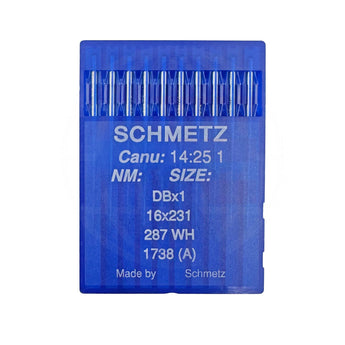 SCHMETZ
Canu: 14:25 1
NM: SIZE:
DBx1
16x231
287 WH
1738 (A)
Made by Schmetz